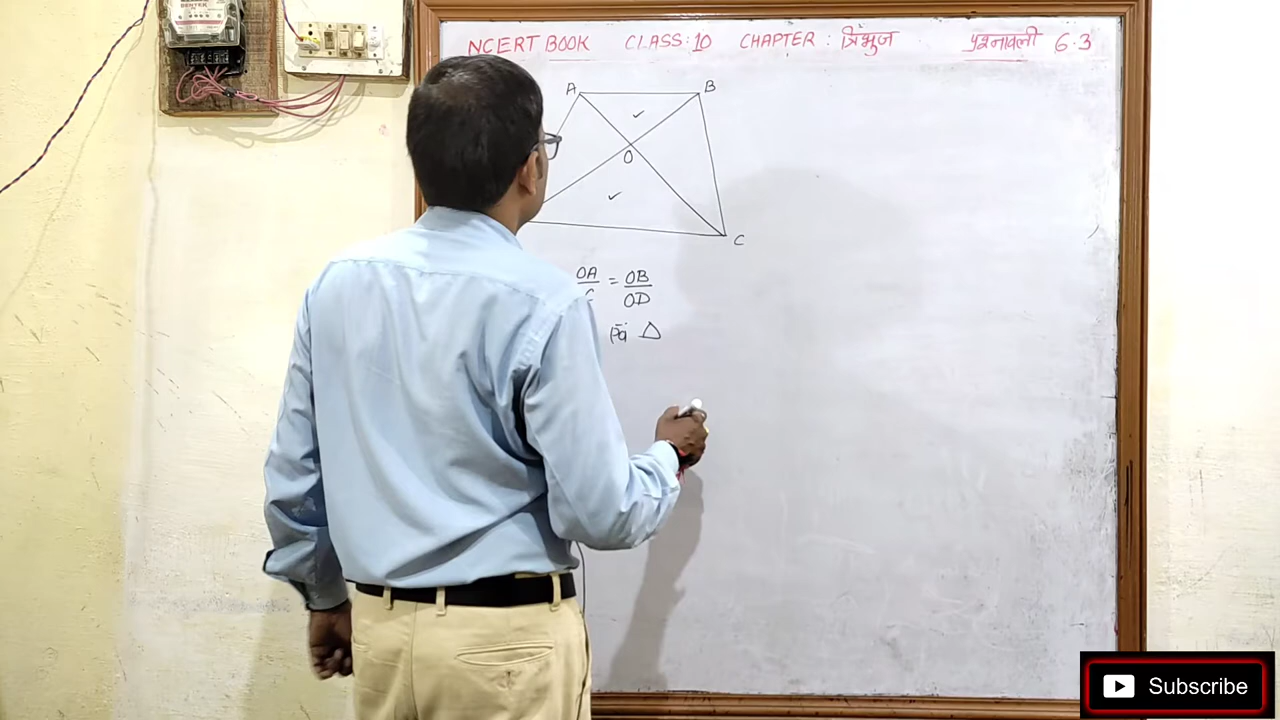 NCERT BOOK CLASS: 10 CHAPTER : त्रिभुज प्रश्नावली 6.3
A B
O
C
OA = OB
OD
Δ
Subscribe